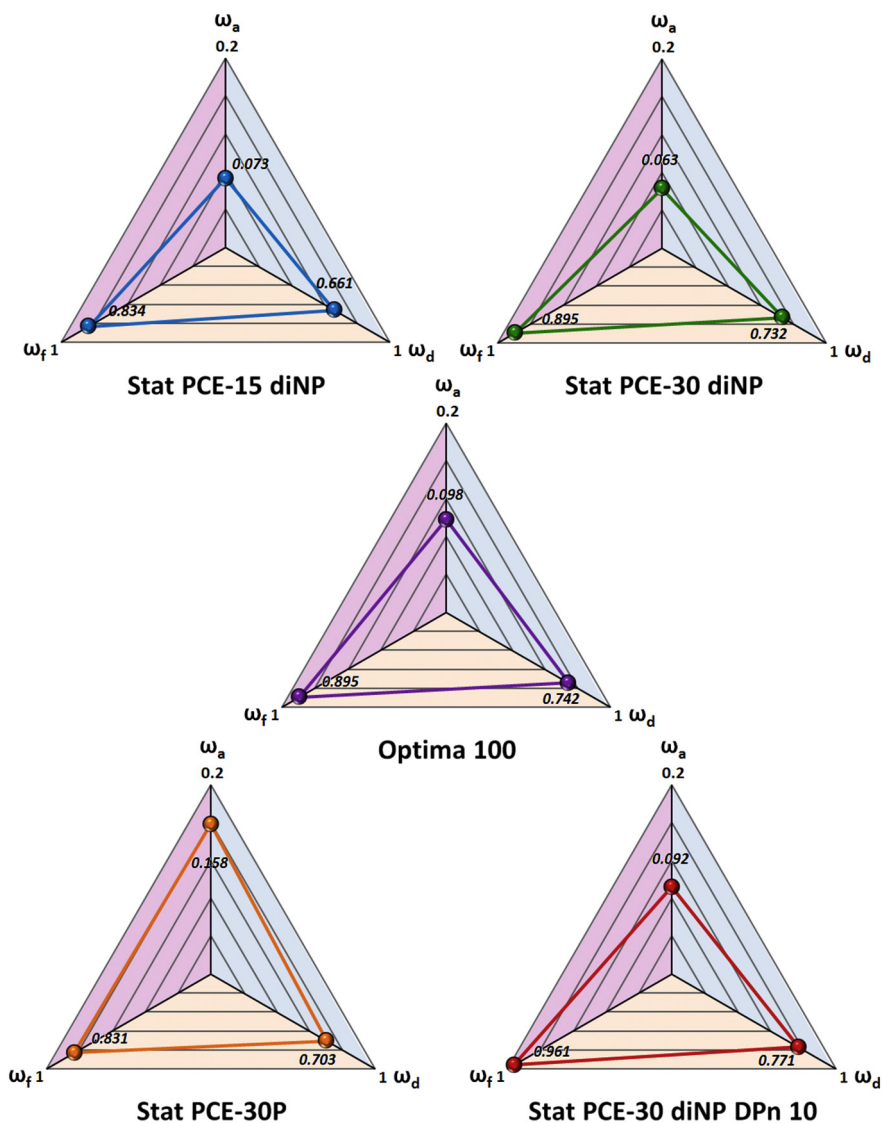 ωa
0.2
0.073
0.661
0.834
ωf 1
1 ωd
Stat PCE-15 diNP
ωa
0.2
0.063
0.895
0.732
ωf 1
1 ωd
Stat PCE-30 diNP
ωa
0.2
0.098
0.895
0.742
ωf 1
1 ωd
Optima 100
ωa
0.2
0.158
0.831
0.703
ωf 1
1 ωd
Stat PCE-30P
ωa
0.2
0.092
0.961
0.771
ωf 1
1 ωd
Stat PCE-30 diNP DPn 10